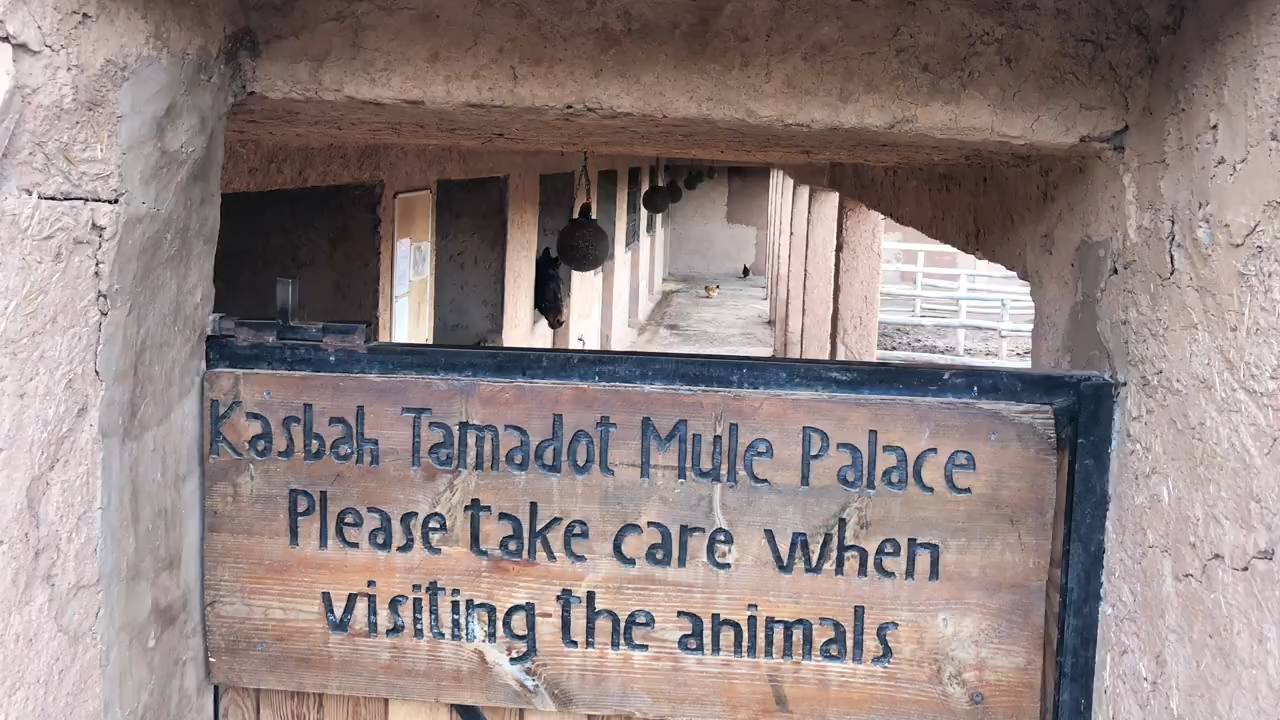 Kasbah Tamadot Mule Palace
Please take care when
visiting the animals